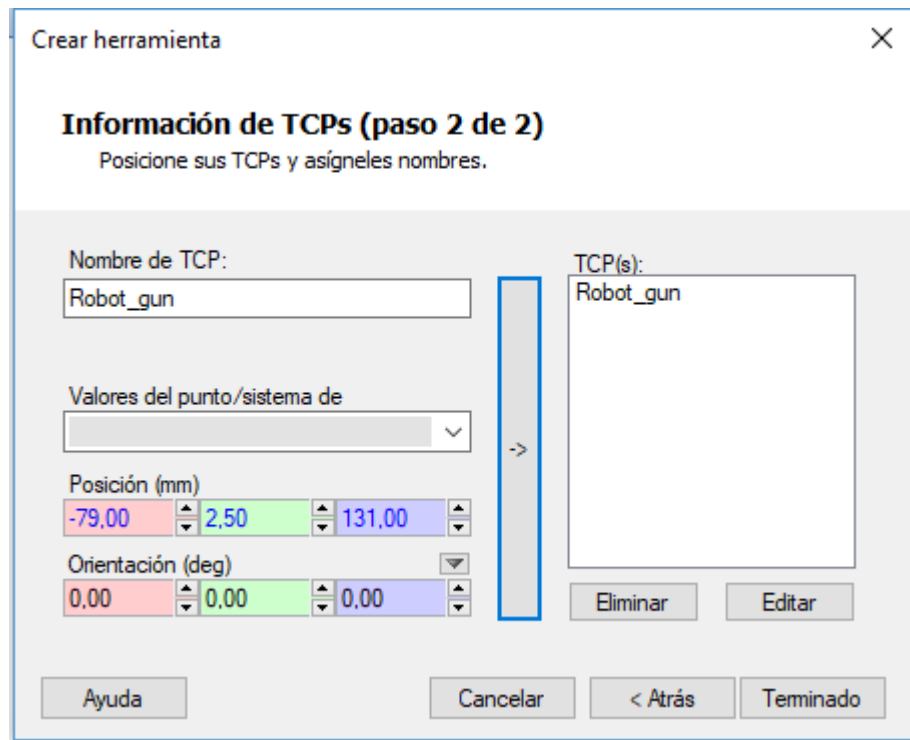 Crear herramienta
Información de TCPs (paso 2 de 2)
Posicione sus TCPs y asígneles nombres.
Nombre de TCP:
Robot_gun
Valores del punto/sistema de
Posición (mm)
-79,00 2,50 131,00
Orientación (deg)
0,00 0,00 0,00
->
TCP(s):
Robot_gun
Eliminar Editar
Ayuda Cancelar < Atrás Terminado